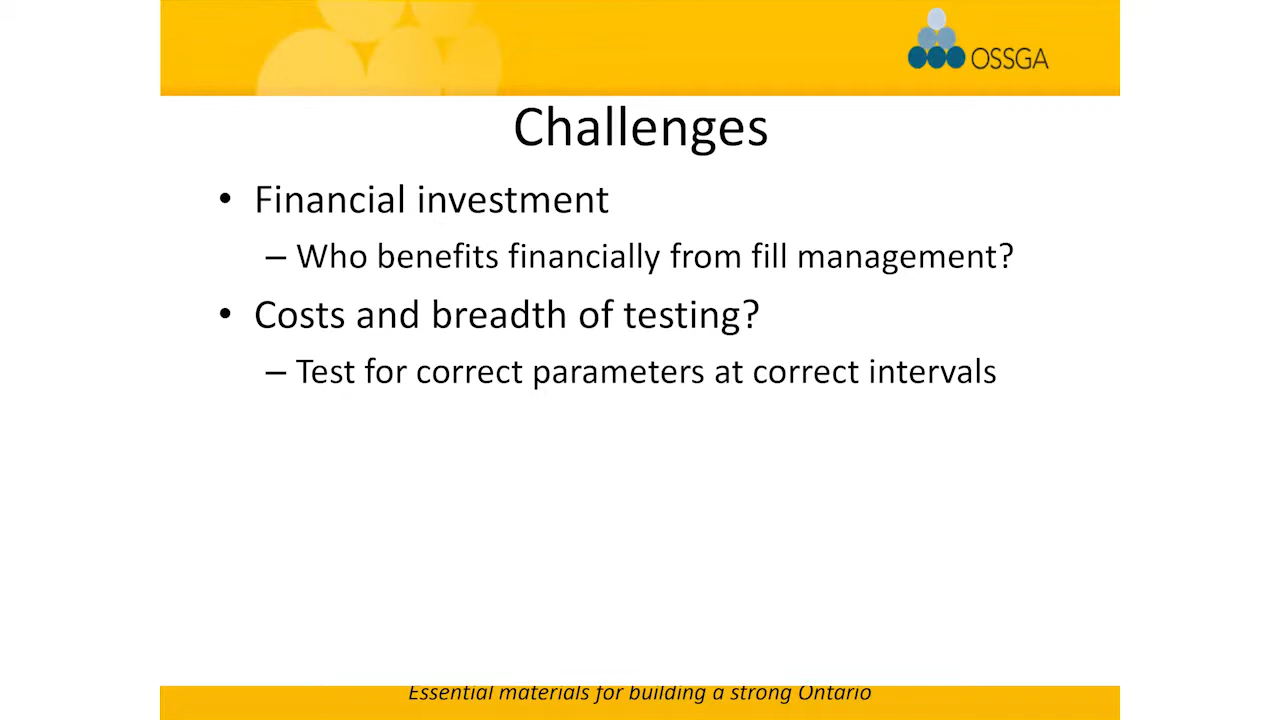 OSSGA
Challenges
• Financial investment
– Who benefits financially from fill management?
• Costs and breadth of testing?
– Test for correct parameters at correct intervals
Essential materials for building a strong Ontario